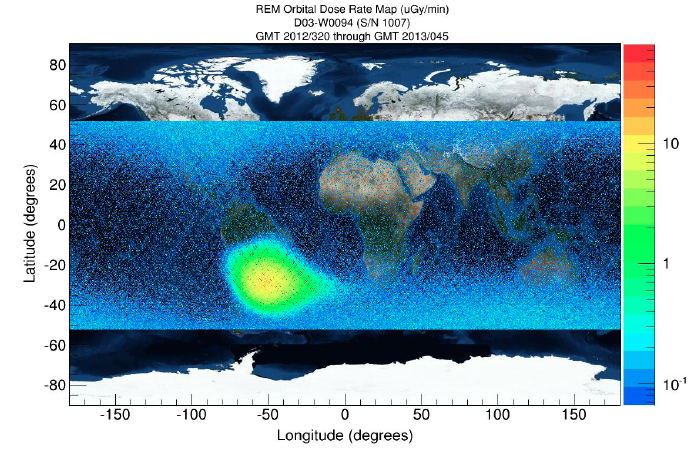 REM Orbital Dose Rate Map (uGy/min)
D03-W0094 (S/N 1007)
GMT 2012/320 through GMT 2013/045
80
60
40
20
0
-20
-40
-60
-80
Latitude (degrees)
-150 -100 -50 0 50 100 150
Longitude (degrees)
10
1
10-1